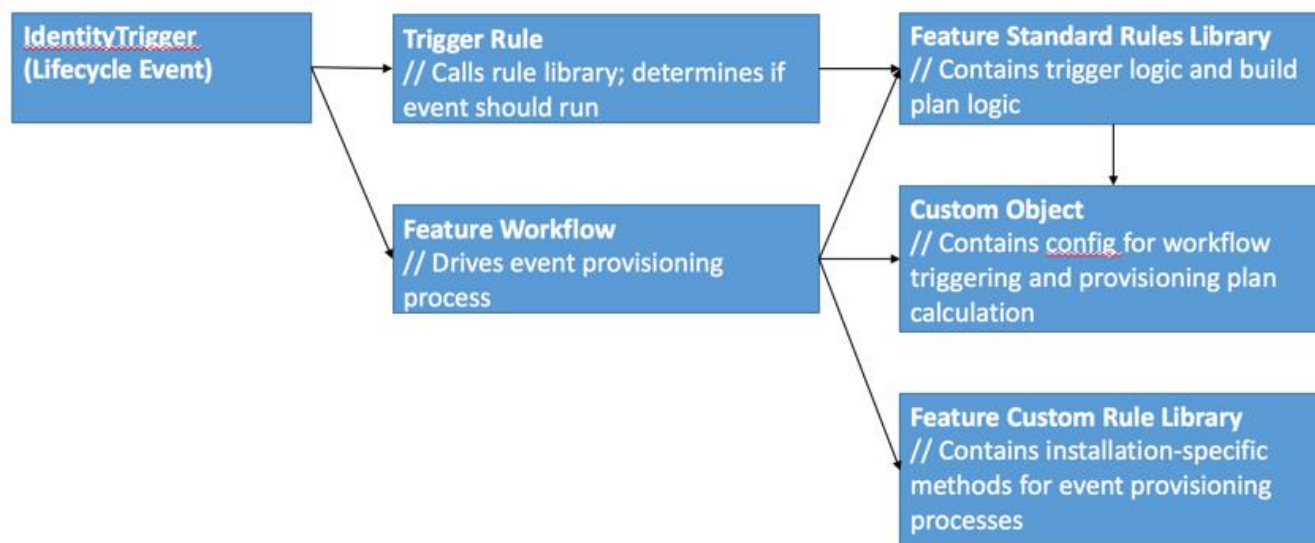 IdentityTrigger
(Lifecycle Event)
Trigger Rule
// Calls rule library; determines if
event should run
Feature Standard Rules Library
// Contains trigger logic and build
plan logic
Feature Workflow
// Drives event provisioning
process
Custom Object
// Contains config for workflow
triggering and provisioning plan
calculation
Feature Custom Rule Library
// Contains installation-specific
methods for event provisioning
processes